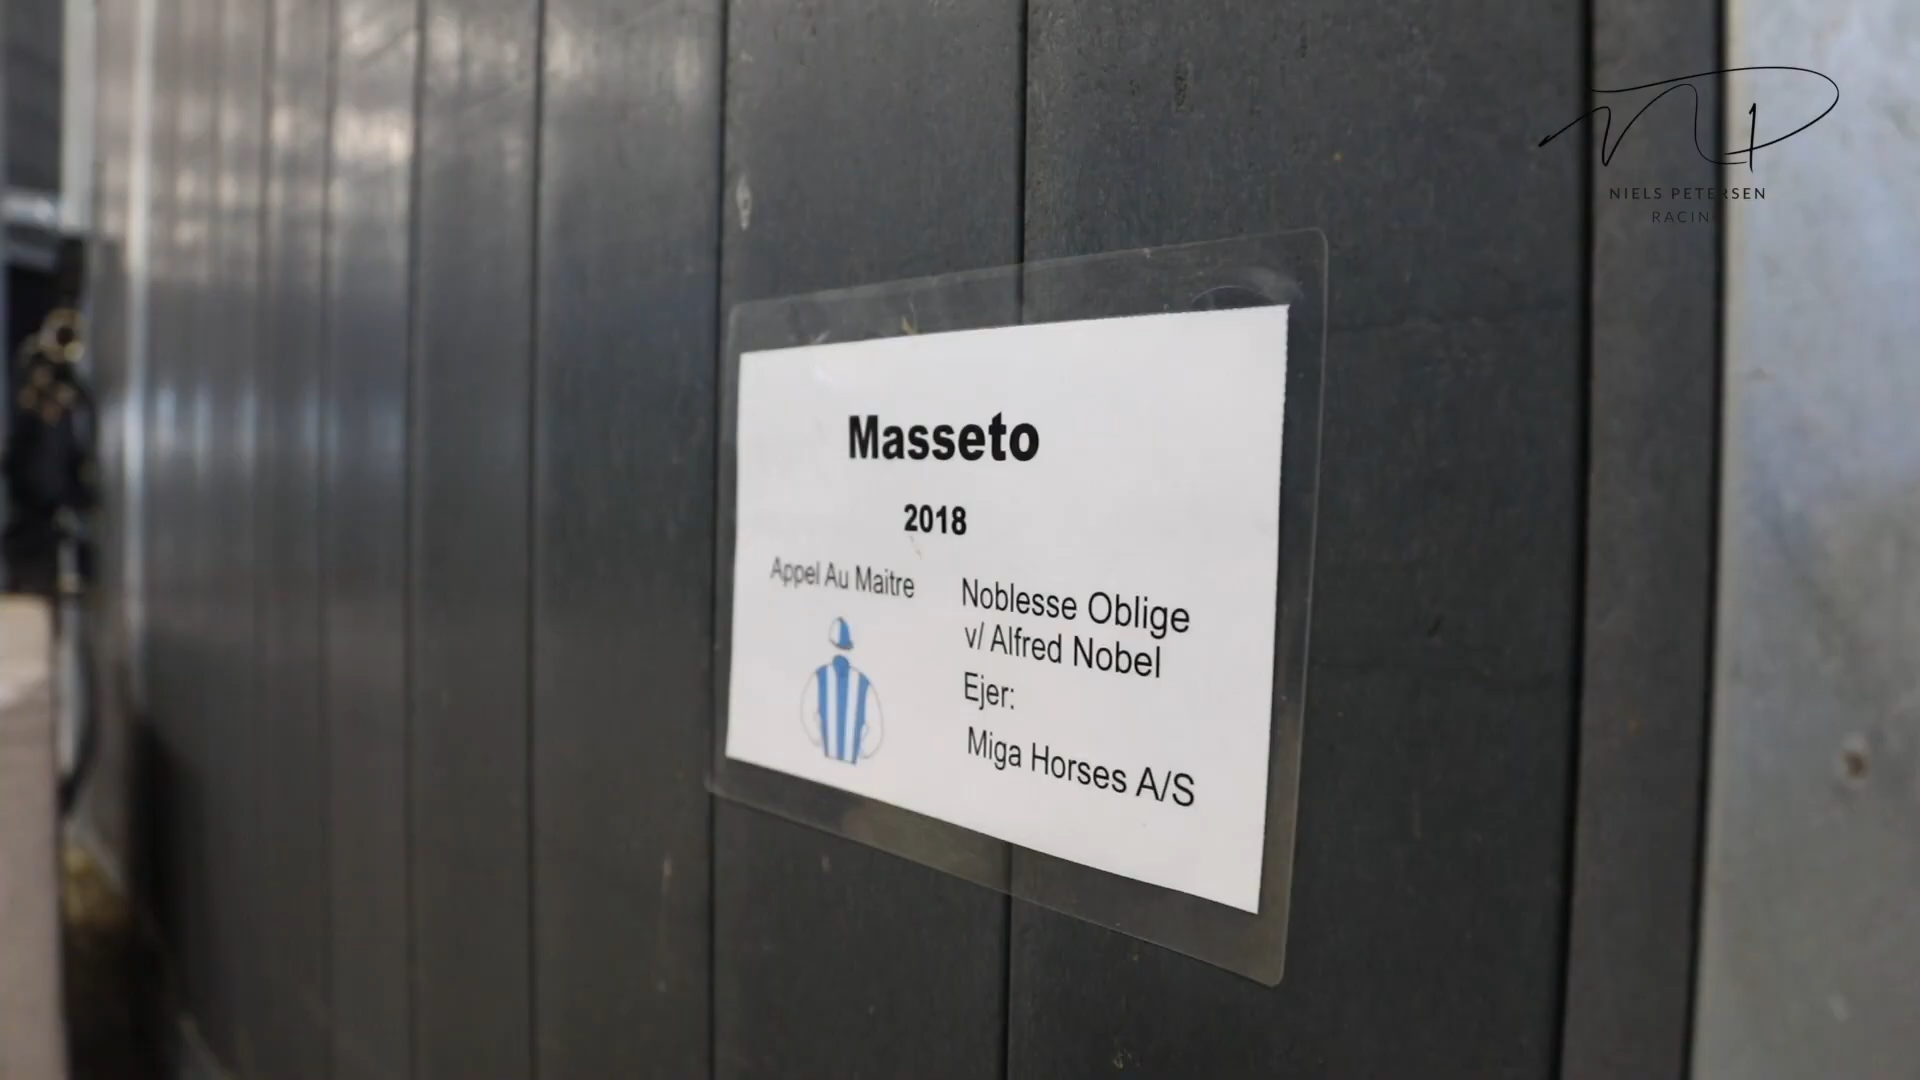 NIELS PETERSEN
RACING
Masseto
2018
Appel Au Maitre
Noblesse Oblige
v/ Alfred Nobel
Ejer:
Miga Horses A/S